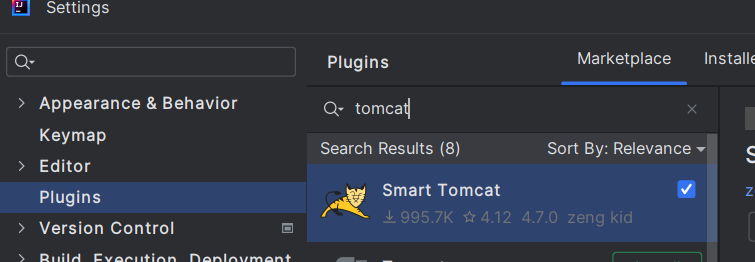 IJ
Settings
Plugins
Marketplace
Installe
Appearance & Behavior
Keymap
Editor
Plugins
Version Control
Build, Execution, Deployment
tomcat
Search Results (8)
Sort By: Relevance
Smart Tomcat
995.7K 4.12 4.7.0 zeng kid